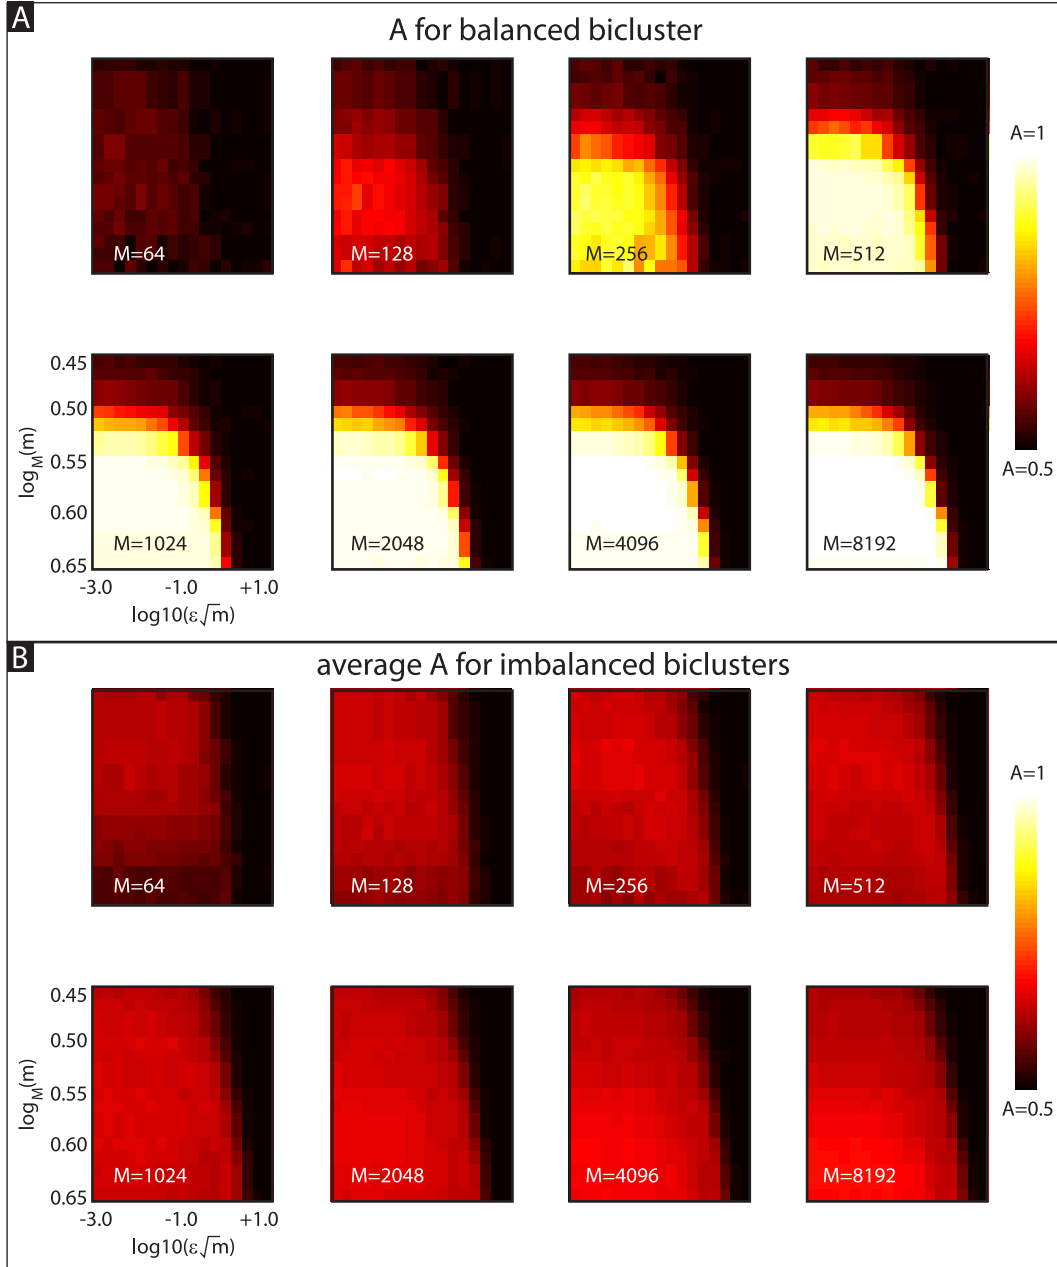 A
A for balanced bicluster
M=64
M=128
M=256
M=512
A=1
A=0.5
0.45
0.50
0.55
0.60
0.65
log_M(m)
M=1024
M=2048
M=4096
M=8192
-3.0 -1.0 +1.0
log10(ε√m)
B
average A for imbalanced biclusters
M=64
M=128
M=256
M=512
A=1
A=0.5
0.45
0.50
0.55
0.60
0.65
log_M(m)
M=1024
M=2048
M=4096
M=8192
-3.0 -1.0 +1.0
log10(ε√m)